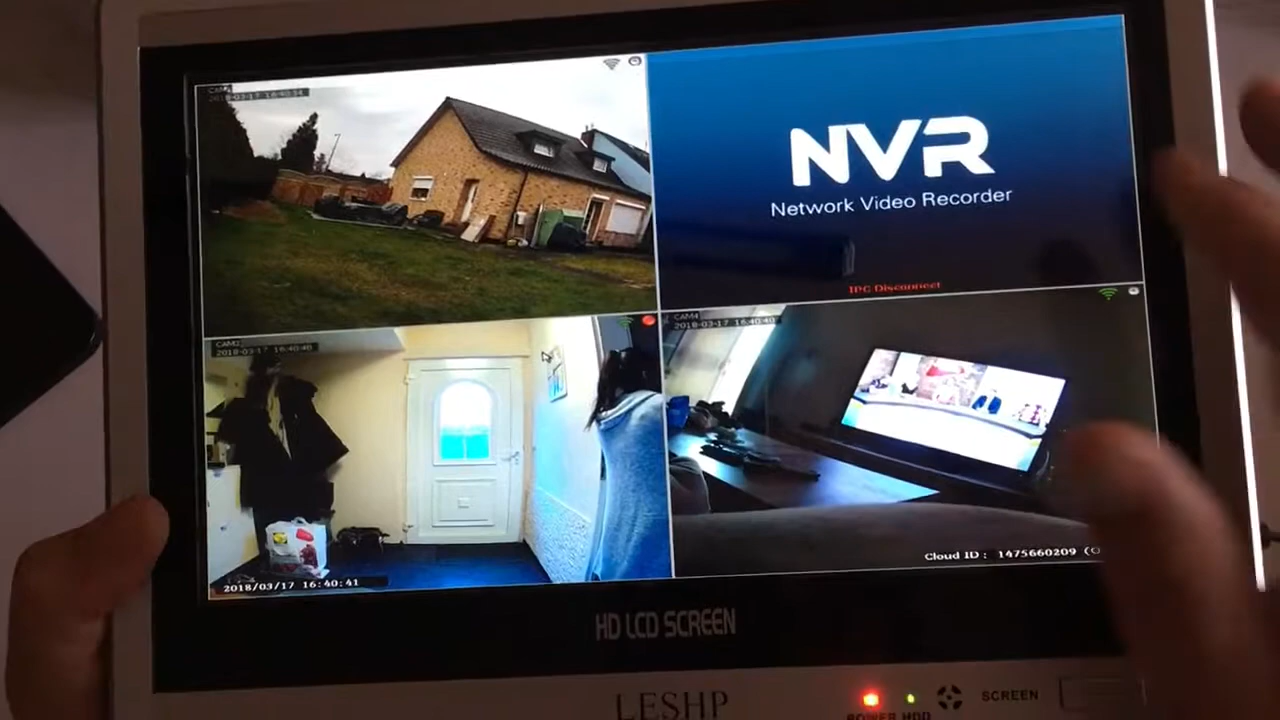 2018-03-17 16:40:34
NVR
Network Video Recorder
IPC Disconnect
2018-03-17 16:40:40
CAM4
2018-03-17 16:40:40
2018/03/17 16:40:41
Cloud ID : 1475660209 (O
HD LCD SCREEN
LESHP
SCREEN
POWER HDD